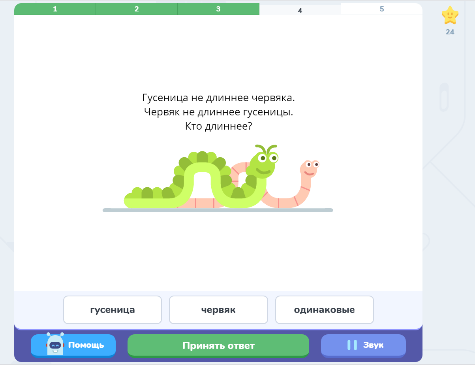 1 2 3 4 5
24
Гусеница не длиннее червяка.
Червяк не длиннее гусеницы.
Кто длиннее?
гусеница червяк одинаковые
Помощь Принять ответ Звук